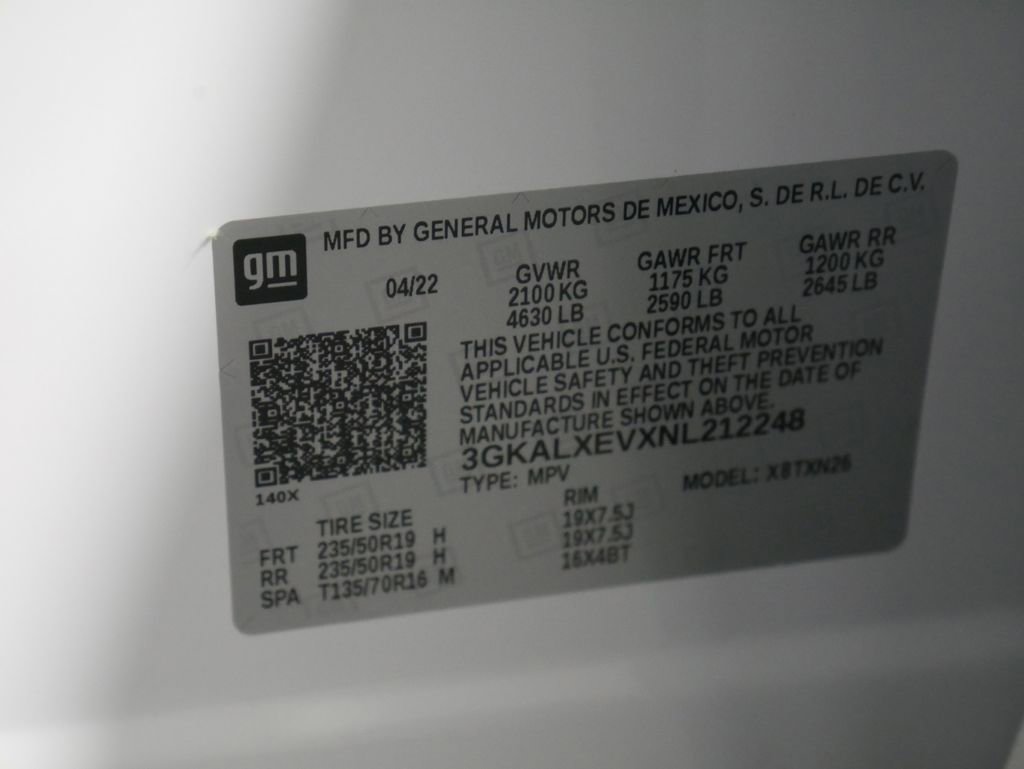 gm
MFD BY GENERAL MOTORS DE MEXICO, S. DE R.L. DE C.V.
04/22
GVWR
2100 KG
4630 LB
GAWR FRT
1175 KG
2590 LB
GAWR RR
1200 KG
2645 LB
THIS VEHICLE CONFORMS TO ALL
APPLICABLE U.S. FEDERAL MOTOR
VEHICLE SAFETY AND THEFT PREVENTION
STANDARDS IN EFFECT ON THE DATE OF
MANUFACTURE SHOWN ABOVE.
3GKALXEVXNL212248
TYPE: MPV
MODEL: XBTXN26
140X
TIRE SIZE
RIM
FRT 235/50R19 H 19X7.5J
RR 235/50R19 H 19X7.5J
SPA T135/70R16 M 16X4BT